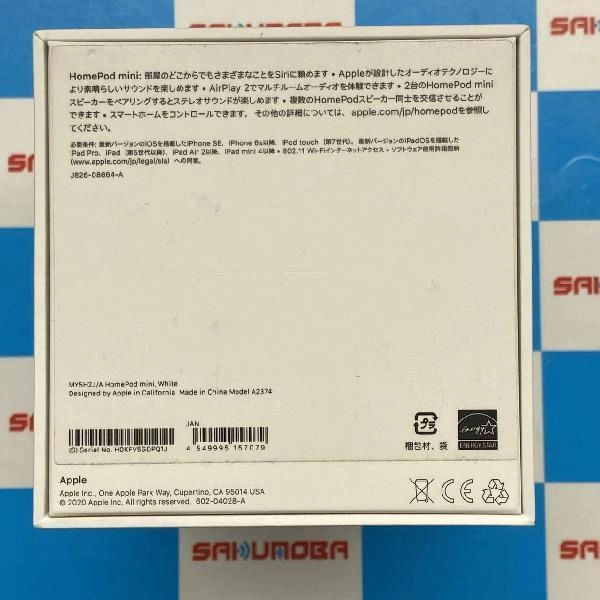 SAKUMOBA
HomePod mini: 部屋のどこからでもさまざまなことをSiriに頼めます • Appleが設計したオーディオテクノロジーに
より素晴らしいサウンドを楽しめます • AirPlay 2でマルチルームオーディオを体験できます • 2台のHomePod mini
スピーカーをペアリングするとステレオサウンドが楽しめます • 複数のHomePodスピーカー同士を交信させることが
できます • スマートホームをコントロールできます。その他の詳細については、apple.com/jp/homepodを参照し
てください。
必要条件: 最新バージョンのiOSを搭載したiPhone SE、iPhone 6s以降、iPod touch（第7世代）。最新バージョンのiPadOSを搭載した
iPad Pro、iPad（第5世代以降）、iPad Air 2以降、iPad mini 4以降 • 802.11 Wi-Fiインターネットアクセス • ソフトウェア使用許諾契約
(www.apple.com/jp/legal/sla) への同意。
J826-08664-A
MY5H2J/A HomePod mini, White
Designed by Apple in California Made in China Model A2374
JAN
(S) Serial No. HDKFV5SDPQ1J
4 549995 157079
プラ
梱包材、袋
energy
ENERGY STAR
Apple
Apple Inc., One Apple Park Way, Cupertino, CA 95014 USA
© 2020 Apple Inc. All rights reserved. 602-04028-A
SAKUMOBA
SAKUMOBA
SAKUMOBA